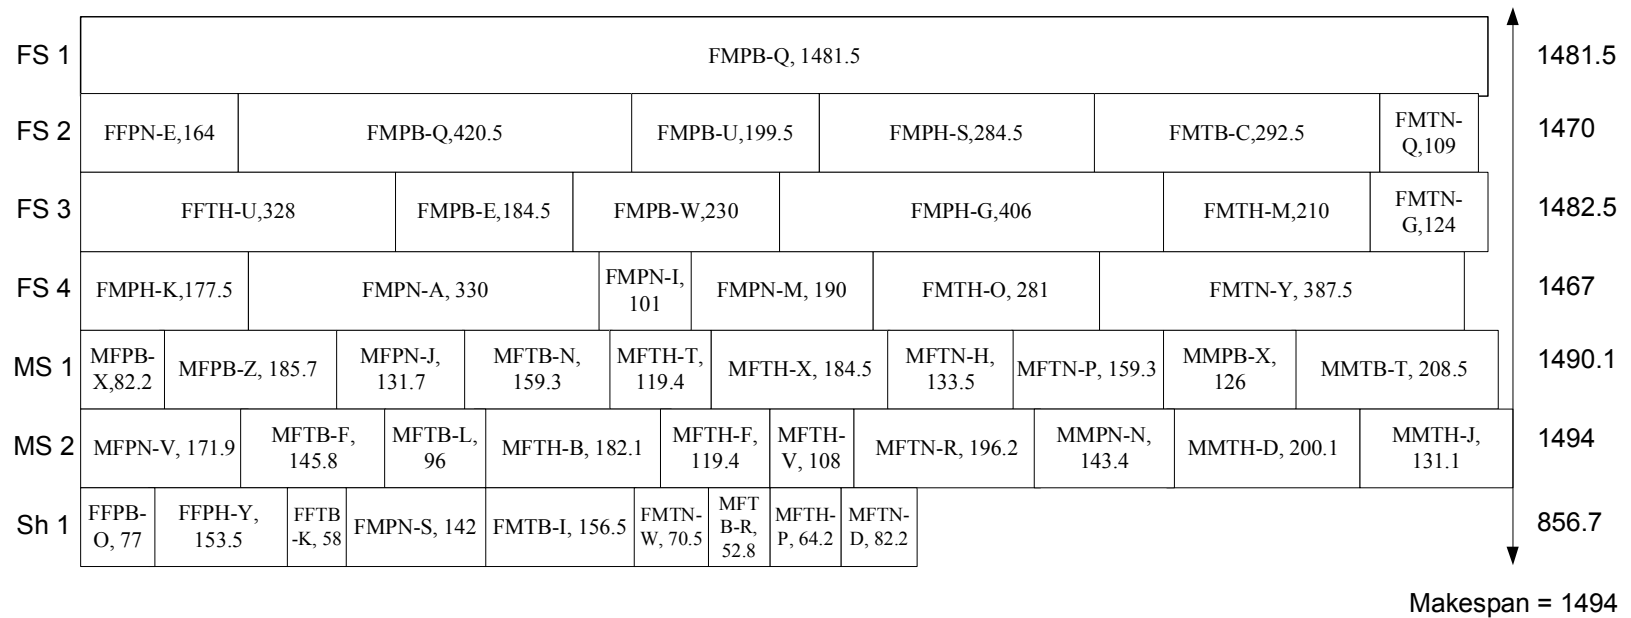 FS 1
FMPB-Q, 1481.5
1481.5
FS 2
FFPN-E,164
FMPB-Q,420.5
FMPB-U,199.5
FMPH-S,284.5
FMTB-C,292.5
FMTN-
Q,109
1470
FS 3
FFTH-U,328
FMPB-E,184.5
FMPB-W,230
FMPH-G,406
FMTH-M,210
FMTN-
G,124
1482.5
FS 4
FMPH-K,177.5
FMPN-A, 330
FMPN-I,
101
FMPN-M, 190
FMTH-O, 281
FMTN-Y, 387.5
1467
MS 1
MFPB-
X,82.2
MFPB-Z, 185.7
MFPN-J,
131.7
MFTB-N,
159.3
MFTH-T,
119.4
MFTH-X, 184.5
MFTN-H,
133.5
MFTN-P, 159.3
MMPB-X,
126
MMTB-T, 208.5
1490.1
MS 2
MFPN-V, 171.9
MFTB-F,
145.8
MFTB-L,
96
MFTH-B, 182.1
MFTH-F,
119.4
MFTH-
V, 108
MFTN-R, 196.2
MMPN-N,
143.4
MMTH-D, 200.1
MMTH-J,
131.1
1494
Sh 1
FFPB-
O, 77
FFPH-Y,
153.5
FFTB
-K, 58
FMPN-S, 142
FMTB-I, 156.5
FMTN-
W, 70.5
MFT
B-R,
52.8
MFTH-
P, 64.2
MFTN-
D, 82.2
856.7
Makespan = 1494